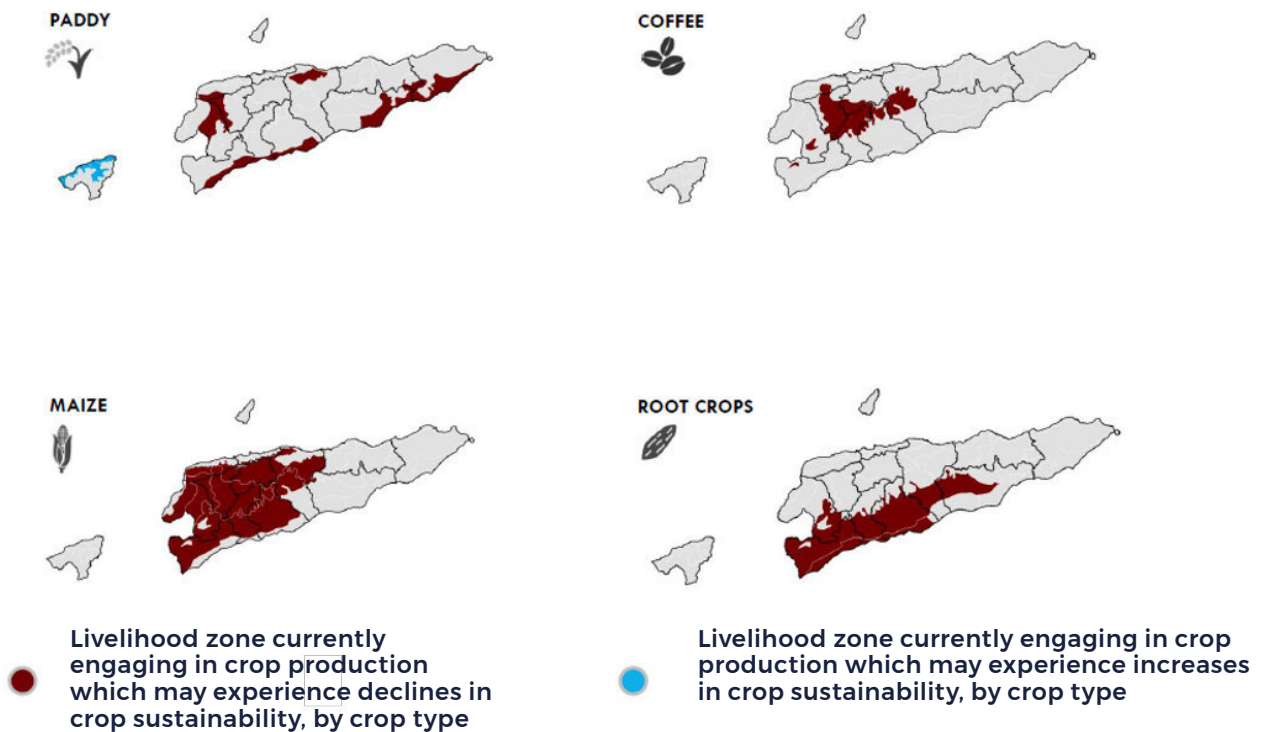 PADDY
COFFEE
MAIZE
ROOT CROPS
Livelihood zone currently
engaging in crop production
which may experience declines in
crop sustainability, by crop type
Livelihood zone currently engaging in crop
production which may experience increases
in crop sustainability, by crop type